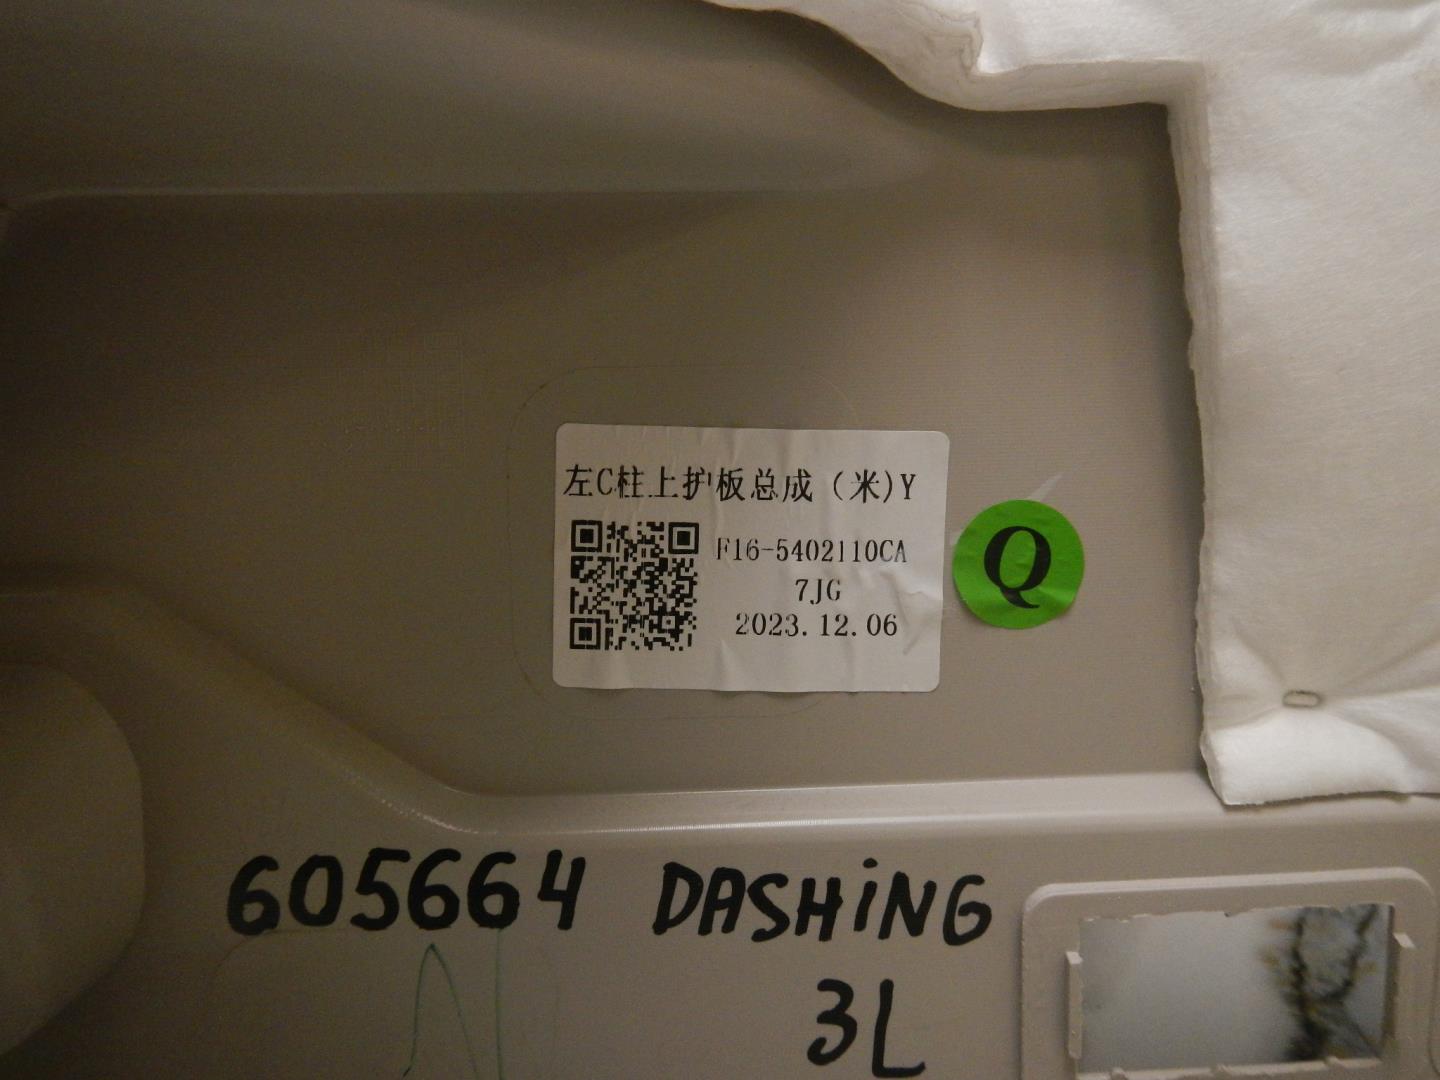 左C柱上护板总成（米)Y
F16-5402110CA
7JG
2023.12.06
Q
605664 DASHiNG
3L